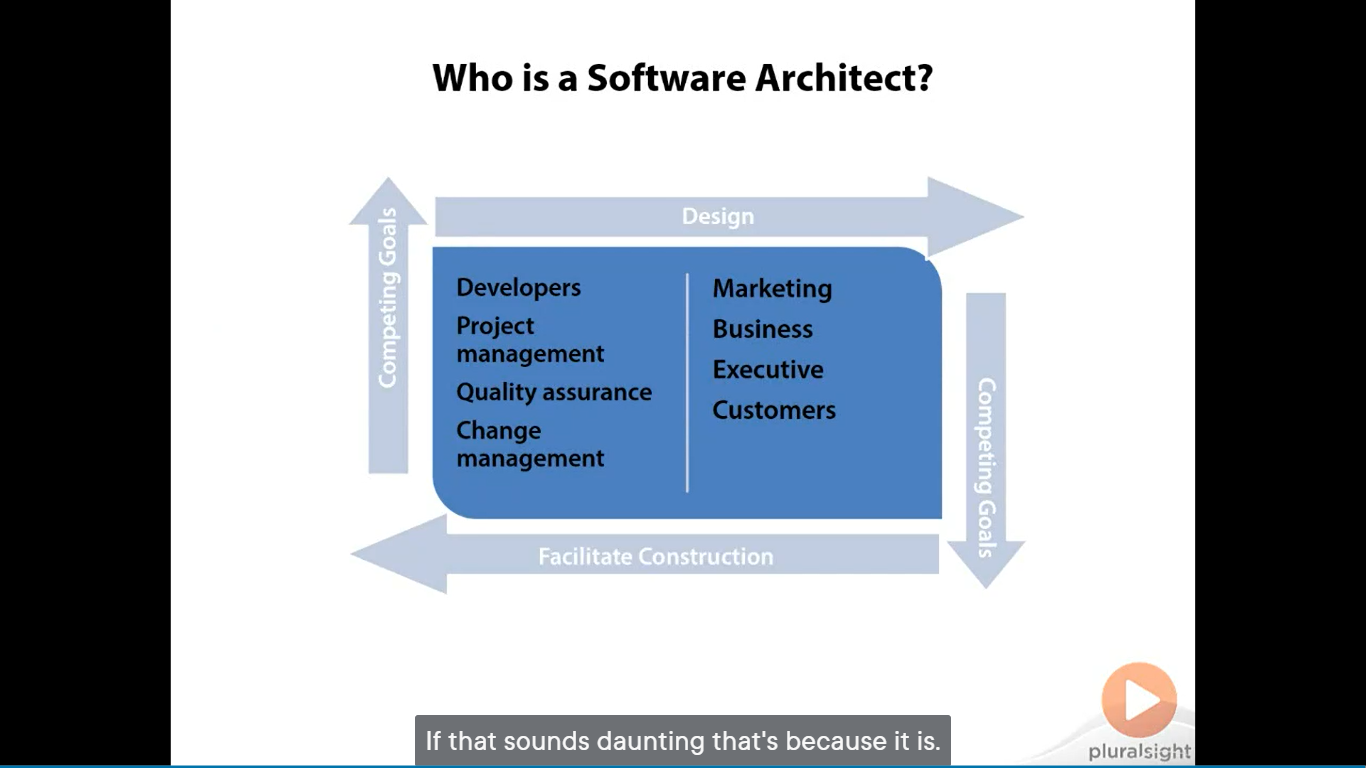 Who is a Software Architect?
Design
Competing Goals
Developers
Project
management
Quality assurance
Change
management
Marketing
Business
Executive
Customers
Competing Goals
Facilitate Construction
If that sounds daunting that's because it is.
pluralsight